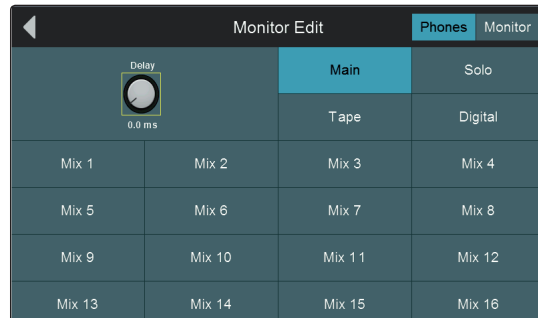 Monitor Edit Phones Monitor
Delay Main Solo
0.0 ms Tape Digital
Mix 1 Mix 2 Mix 3 Mix 4
Mix 5 Mix 6 Mix 7 Mix 8
Mix 9 Mix 10 Mix 11 Mix 12
Mix 13 Mix 14 Mix 15 Mix 16